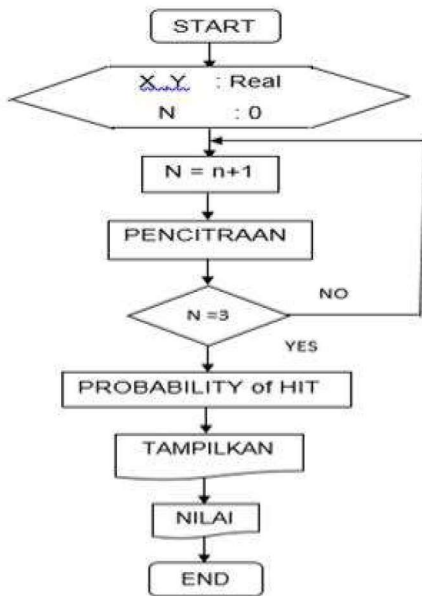 START
X Y : Real
N : 0
N = n+1
PENCITRAAN
N =3
NO
YES
PROBABILITY of HIT
TAMPILKAN
NILAI
END